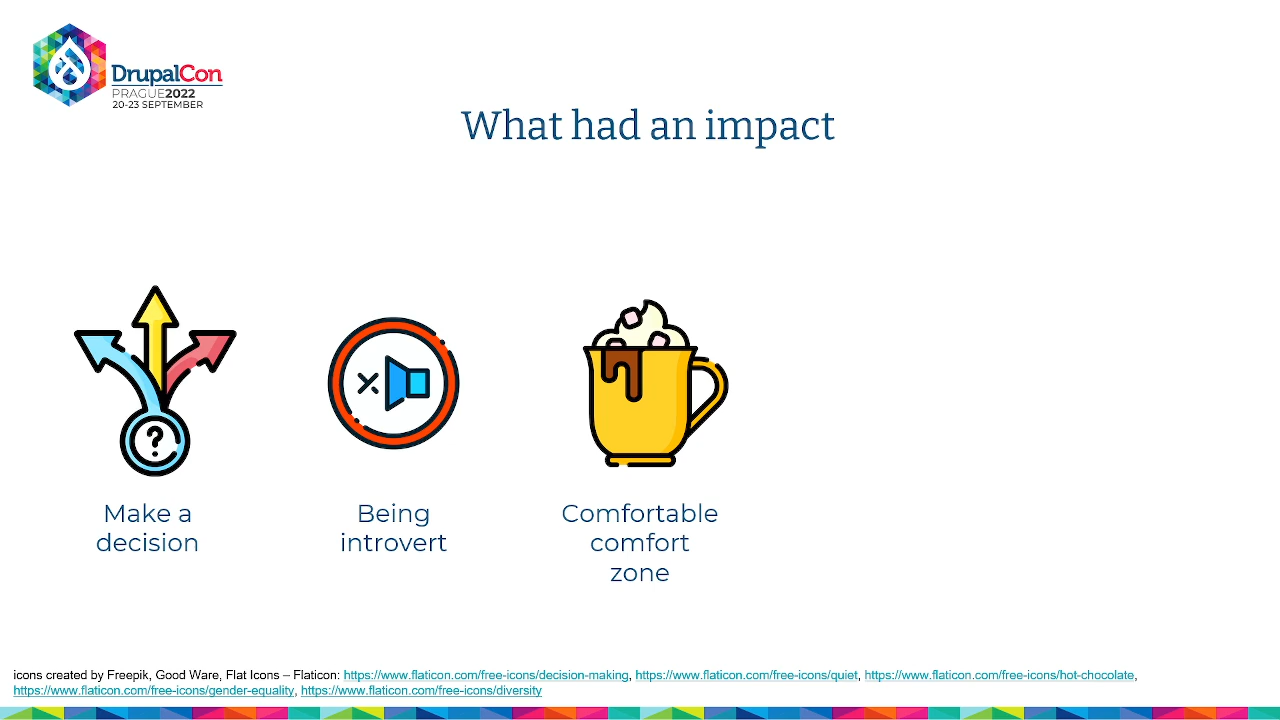 DrupalCon
PRAGUE2022
20-23 SEPTEMBER
What had an impact
?
Make a
decision
Being
introvert
Comfortable
comfort
zone
icons created by Freepik, Good Ware, Flat Icons – Flaticon: https://www.flaticon.com/free-icons/decision-making, https://www.flaticon.com/free-icons/quiet, https://www.flaticon.com/free-icons/hot-chocolate,
https://www.flaticon.com/free-icons/gender-equality, https://www.flaticon.com/free-icons/diversity